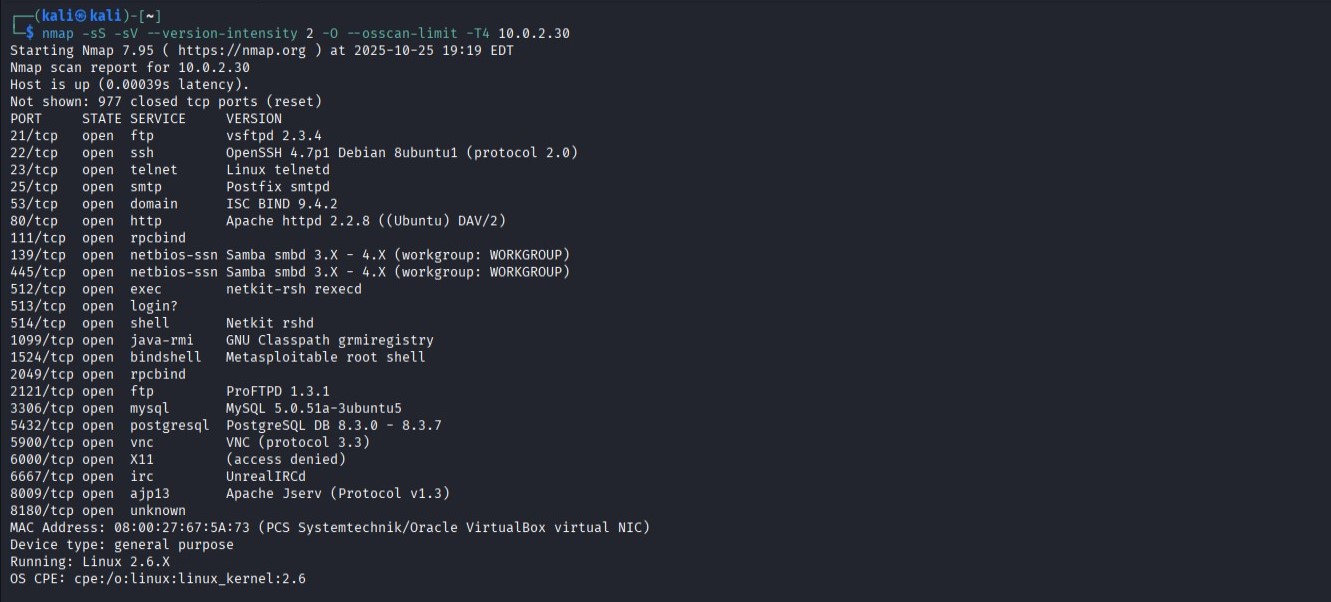 ┌──(kali㉿kali)-[~]
└─$ nmap -sS -sV --version-intensity 2 -O --osscan-limit -T4 10.0.2.30
Starting Nmap 7.95 ( https://nmap.org ) at 2025-10-25 19:19 EDT
Nmap scan report for 10.0.2.30
Host is up (0.00039s latency).
Not shown: 977 closed tcp ports (reset)
PORT     STATE SERVICE     VERSION
21/tcp   open  ftp         vsftpd 2.3.4
22/tcp   open  ssh         OpenSSH 4.7p1 Debian 8ubuntu1 (protocol 2.0)
23/tcp   open  telnet      Linux telnetd
25/tcp   open  smtp        Postfix smtpd
53/tcp   open  domain      ISC BIND 9.4.2
80/tcp   open  http        Apache httpd 2.2.8 ((Ubuntu) DAV/2)
111/tcp  open  rpcbind
139/tcp  open  netbios-ssn Samba smbd 3.X - 4.X (workgroup: WORKGROUP)
445/tcp  open  netbios-ssn Samba smbd 3.X - 4.X (workgroup: WORKGROUP)
512/tcp  open  exec        netkit-rsh rexecd
513/tcp  open  login?
514/tcp  open  shell       Netkit rshd
1099/tcp open  java-rmi    GNU Classpath grmiregistry
1524/tcp open  bindshell   Metasploitable root shell
2049/tcp open  rpcbind
2121/tcp open  ftp         ProFTPD 1.3.1
3306/tcp open  mysql       MySQL 5.0.51a-3ubuntu5
5432/tcp open  postgresql  PostgreSQL DB 8.3.0 - 8.3.7
5900/tcp open  vnc         VNC (protocol 3.3)
6000/tcp open  X11         (access denied)
6667/tcp open  irc         UnrealIRCd
8009/tcp open  ajp13       Apache Jserv (Protocol v1.3)
8180/tcp open  unknown
MAC Address: 08:00:27:67:5A:73 (PCS Systemtechnik/Oracle VirtualBox virtual NIC)
Device type: general purpose
Running: Linux 2.6.X
OS CPE: cpe:/o:linux:linux_kernel:2.6